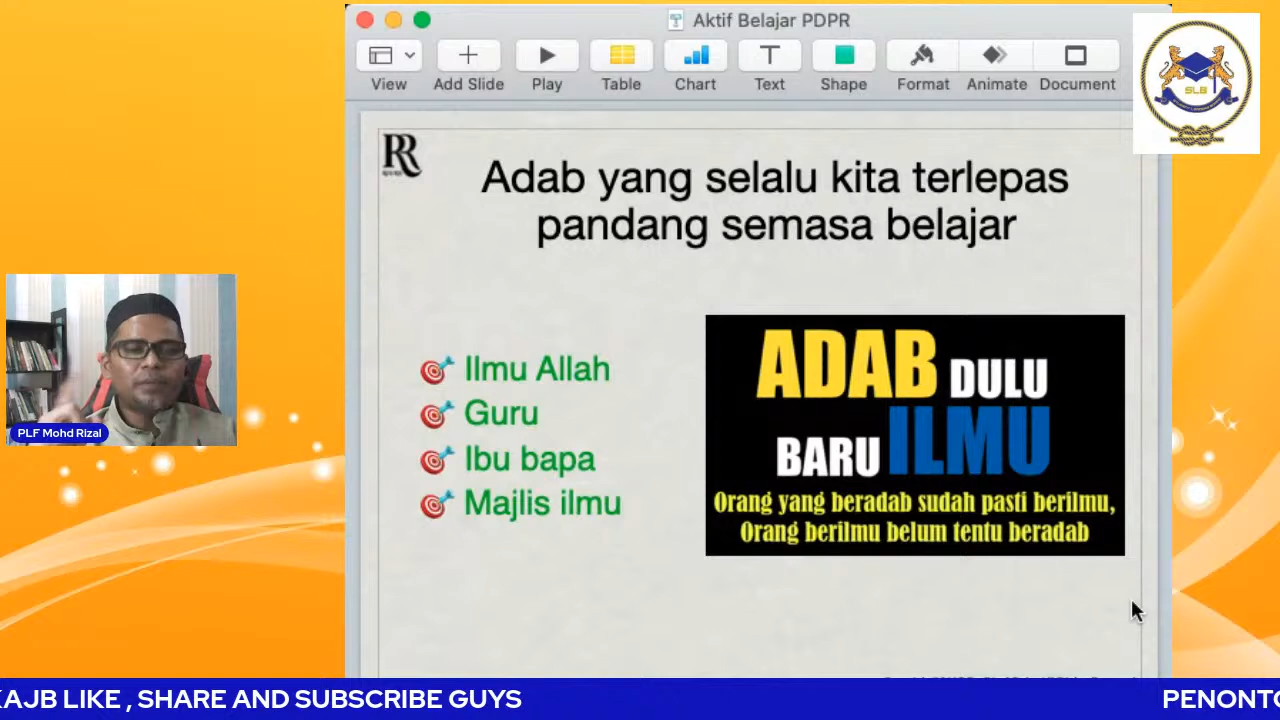 Aktif Belajar PDPR
View
Add Slide
Play
Table
Chart
Text
Shape
Format
Animate
Document
SLB
RR
Adab yang selalu kita terlepas
pandang semasa belajar
Ilmu Allah
Guru
Ibu bapa
Majlis ilmu
ADAB DULU
BARU ILMU
Orang yang beradab sudah pasti berilmu,
Orang berilmu belum tentu beradab
PLF Mohd Rizal
KAJB LIKE , SHARE AND SUBSCRIBE GUYS
PENONTO